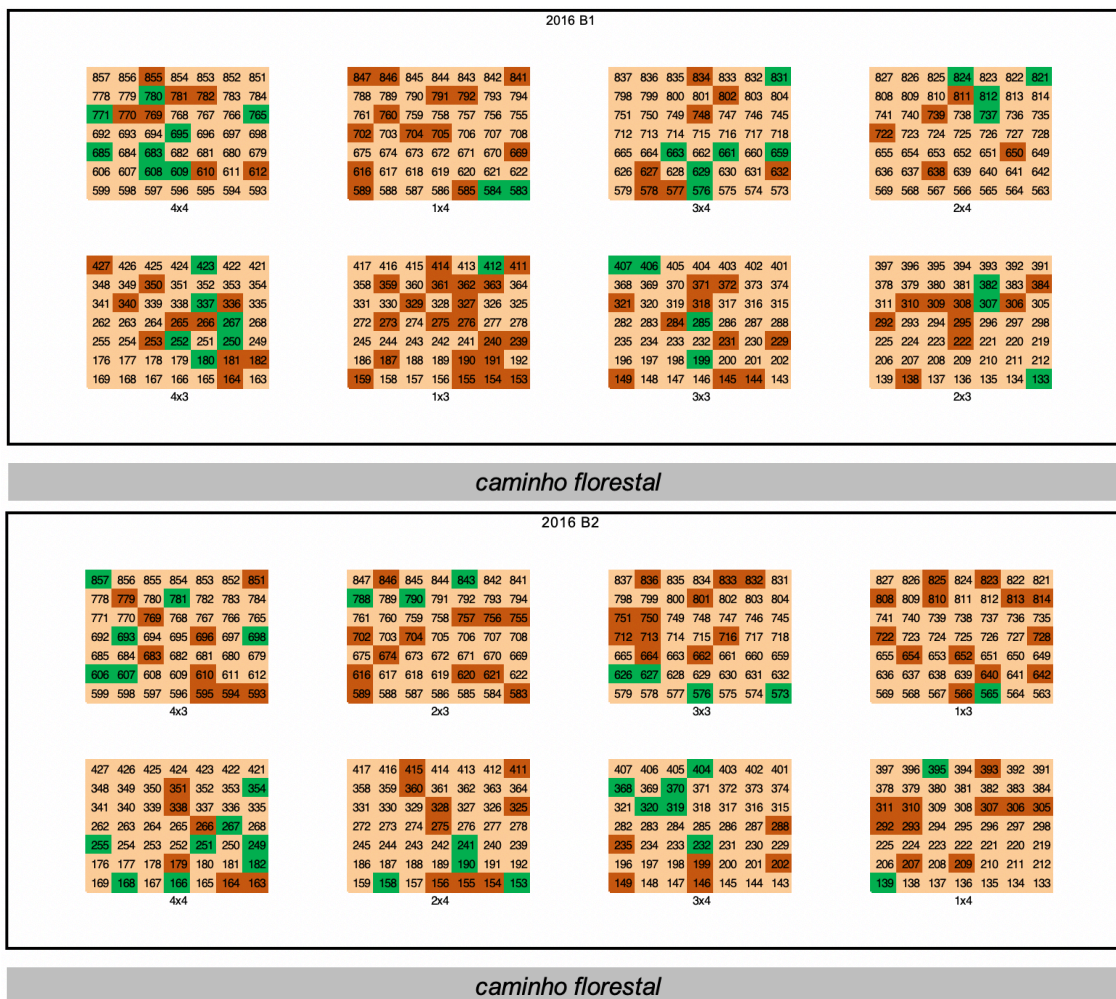 2016 B1
857 856 855 854 853 852 851
778 779 780 781 782 783 784
771 770 769 768 767 766 765
692 693 694 695 696 697 698
685 684 683 682 681 680 679
606 607 608 609 610 611 612
599 598 597 596 595 594 593
4x4
847 846 845 844 843 842 841
788 789 790 791 792 793 794
761 760 759 758 757 756 755
702 703 704 705 706 707 708
675 674 673 672 671 670 669
616 617 618 619 620 621 622
589 588 587 586 585 584 583
1x4
837 836 835 834 833 832 831
798 799 800 801 802 803 804
751 750 749 748 747 746 745
712 713 714 715 716 717 718
665 664 663 662 661 660 659
626 627 628 629 630 631 632
579 578 577 576 575 574 573
3x4
827 826 825 824 823 822 821
808 809 810 811 812 813 814
741 740 739 738 737 736 735
722 723 724 725 726 727 728
655 654 653 652 651 650 649
636 637 638 639 640 641 642
569 568 567 566 565 564 563
2x4
427 426 425 424 423 422 421
348 349 350 351 352 353 354
341 340 339 338 337 336 335
262 263 264 265 266 267 268
255 254 253 252 251 250 249
176 177 178 179 180 181 182
169 168 167 166 165 164 163
4x3
417 416 415 414 413 412 411
358 359 360 361 362 363 364
331 330 329 328 327 326 325
272 273 274 275 276 277 278
245 244 243 242 241 240 239
186 187 188 189 190 191 192
159 158 157 156 155 154 153
1x3
407 406 405 404 403 402 401
368 369 370 371 372 373 374
321 320 319 318 317 316 315
282 283 284 285 286 287 288
235 234 233 232 231 230 229
196 197 198 199 200 201 202
149 148 147 146 145 144 143
3x3
397 396 395 394 393 392 391
378 379 380 381 382 383 384
311 310 309 308 307 306 305
292 293 294 295 296 297 298
225 224 223 222 221 220 219
206 207 208 209 210 211 212
139 138 137 136 135 134 133
2x3
caminho florestal
2016 B2
857 856 855 854 853 852 851
778 779 780 781 782 783 784
771 770 769 768 767 766 765
692 693 694 695 696 697 698
685 684 683 682 681 680 679
606 607 608 609 610 611 612
599 598 597 596 595 594 593
4x3
847 846 845 844 843 842 841
788 789 790 791 792 793 794
761 760 759 758 757 756 755
702 703 704 705 706 707 708
675 674 673 672 671 670 669
616 617 618 619 620 621 622
589 588 587 586 585 584 583
2x3
837 836 835 834 833 832 831
798 799 800 801 802 803 804
751 750 749 748 747 746 745
712 713 714 715 716 717 718
665 664 663 662 661 660 659
626 627 628 629 630 631 632
579 578 577 576 575 574 573
3x3
827 826 825 824 823 822 821
808 809 810 811 812 813 814
741 740 739 738 737 736 735
722 723 724 725 726 727 728
655 654 653 652 651 650 649
636 637 638 639 640 641 642
569 568 567 566 565 564 563
1x3
427 426 425 424 423 422 421
348 349 350 351 352 353 354
341 340 339 338 337 336 335
262 263 264 265 266 267 268
255 254 253 252 251 250 249
176 177 178 179 180 181 182
169 168 167 166 165 164 163
4x4
417 416 415 414 413 412 411
358 359 360 361 362 363 364
331 330 329 328 327 326 325
272 273 274 275 276 277 278
245 244 243 242 241 240 239
186 187 188 189 190 191 192
159 158 157 156 155 154 153
2x4
407 406 405 404 403 402 401
368 369 370 371 372 373 374
321 320 319 318 317 316 315
282 283 284 285 286 287 288
235 234 233 232 231 230 229
196 197 198 199 200 201 202
149 148 147 146 145 144 143
3x4
397 396 395 394 393 392 391
378 379 380 381 382 383 384
311 310 309 308 307 306 305
292 293 294 295 296 297 298
225 224 223 222 221 220 219
206 207 208 209 210 211 212
139 138 137 136 135 134 133
1x4
caminho florestal